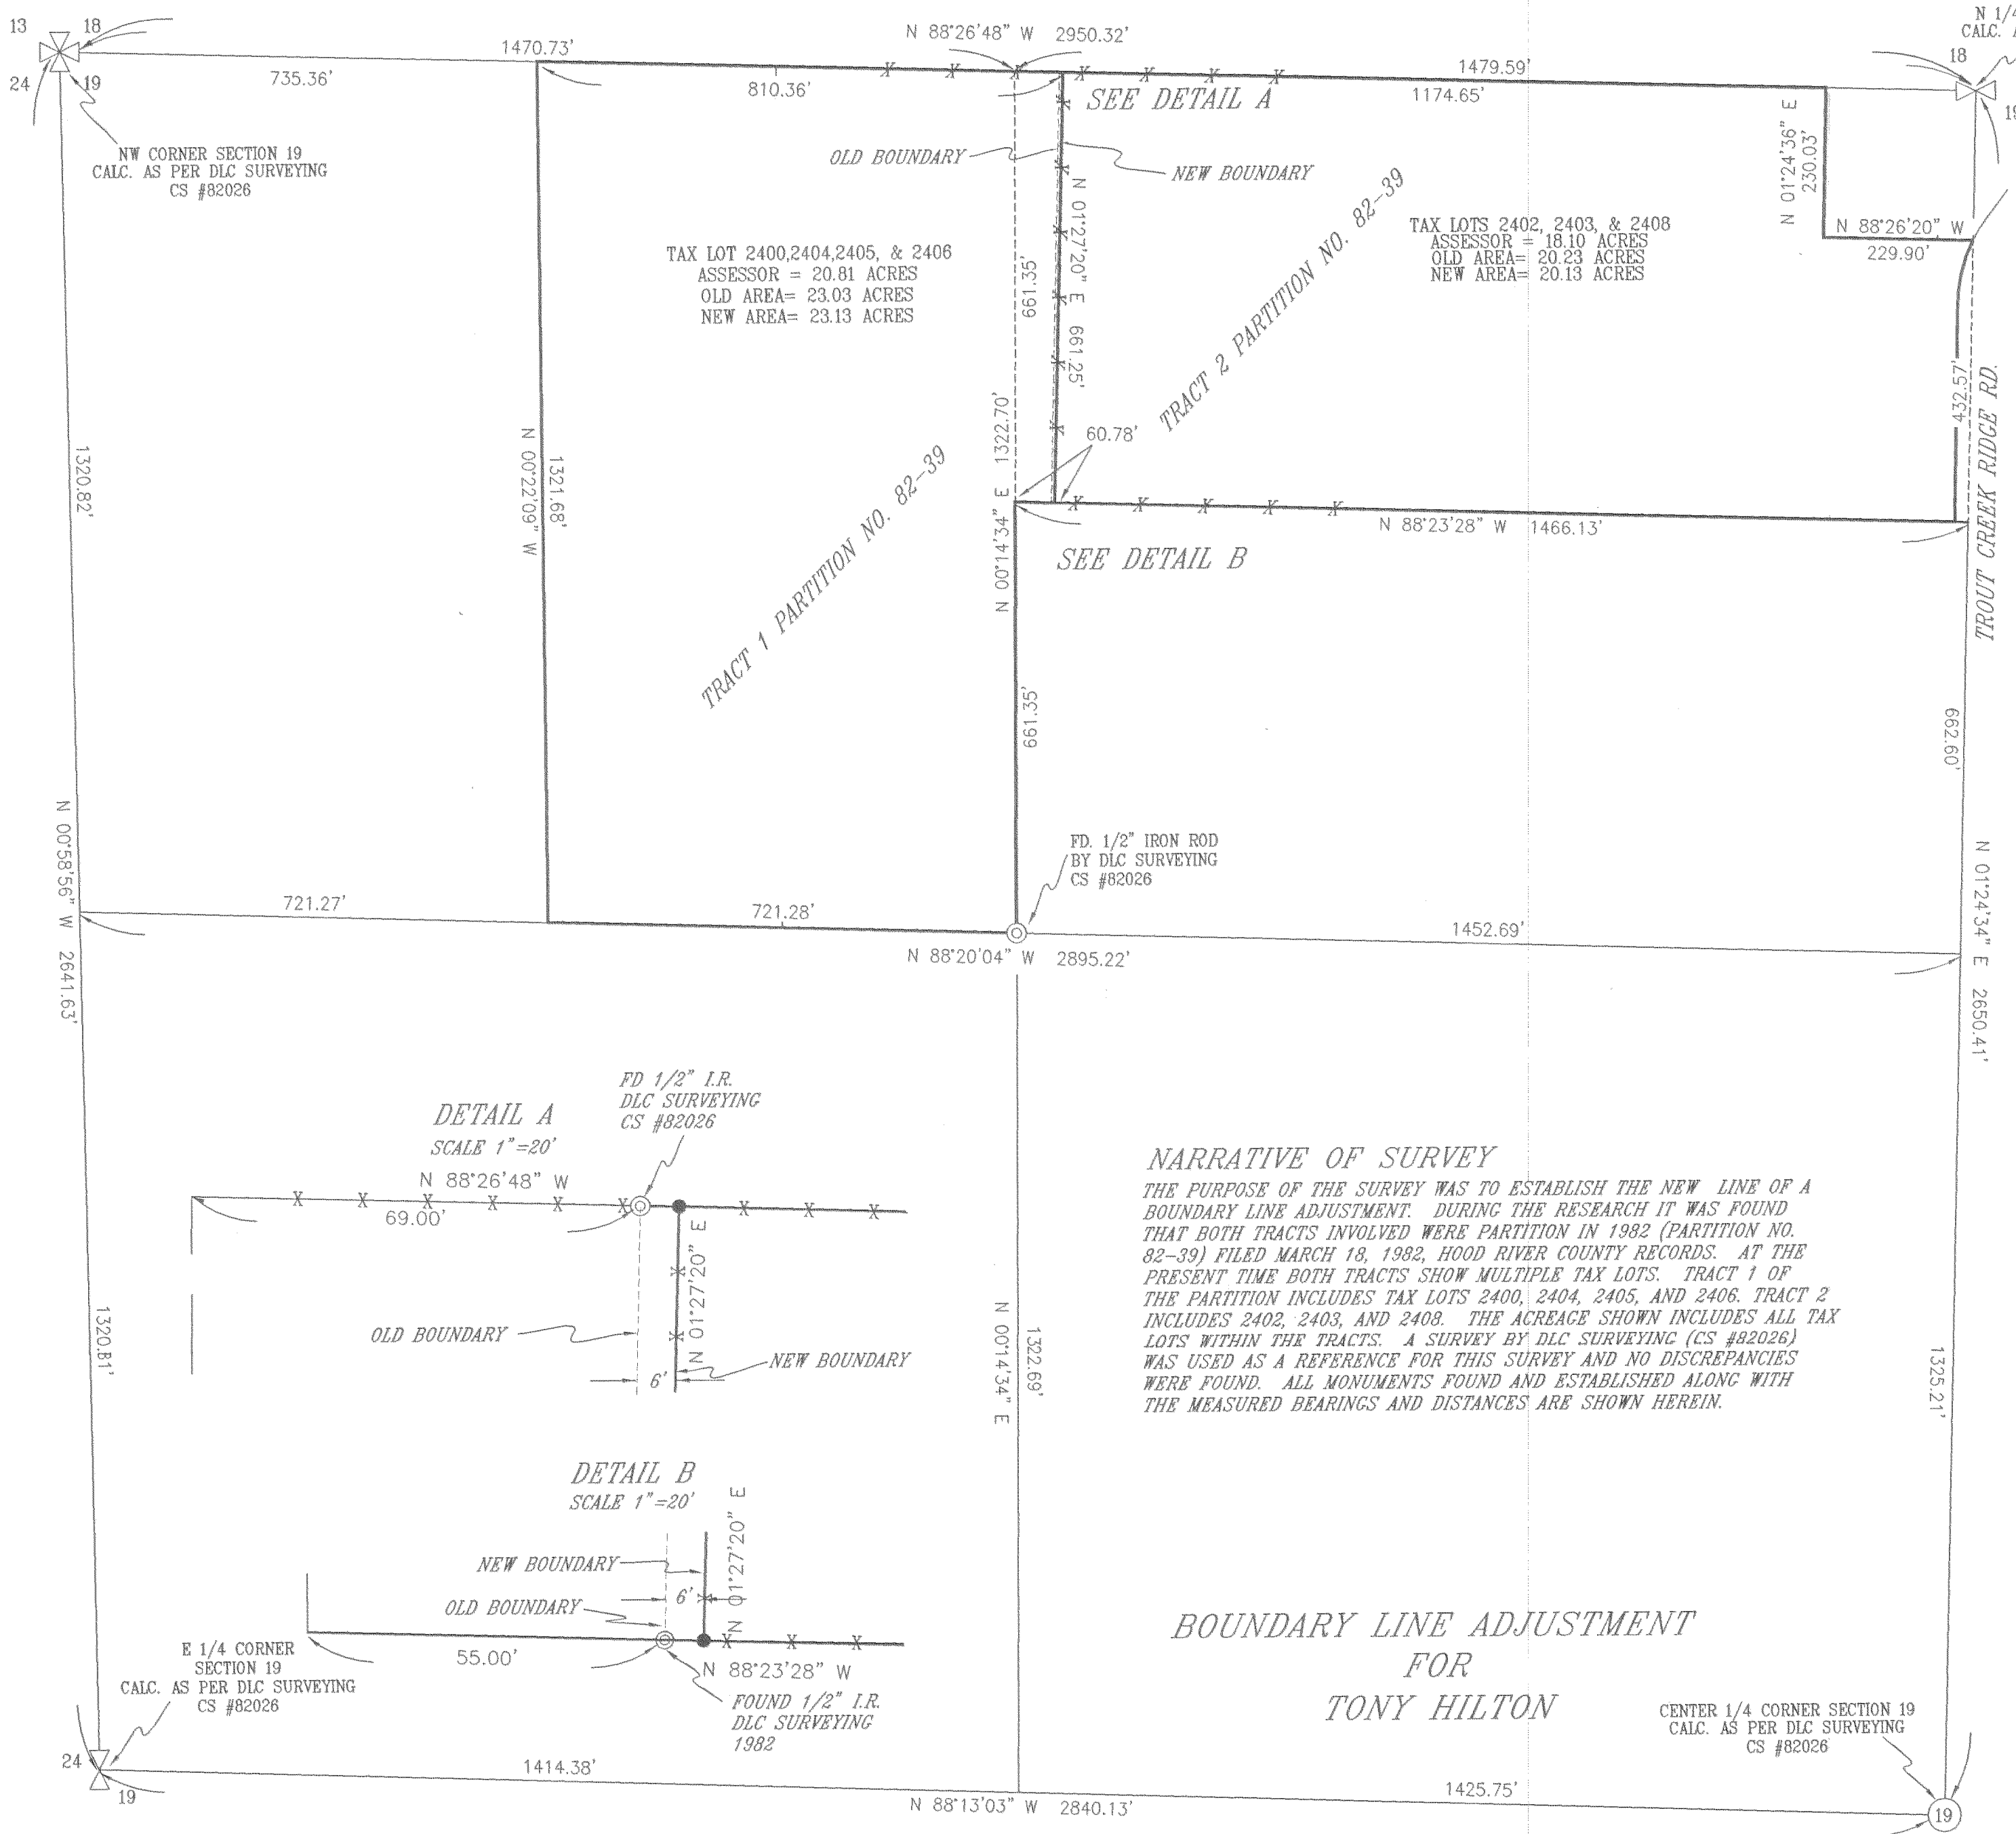 13
18
24
19
NW CORNER SECTION 19
CALC. AS PER DLC SURVEYING
CS #82026
1470.73'
735.36'
N 88°26'48" W 2950.32'
810.36'
1479.59'
1174.65'
N 1/4
CALC.
18
19
SEE DETAIL A
OLD BOUNDARY
NEW BOUNDARY
N 01°24'36" E
230.03'
N 88°26'20" W
229.90'
TAX LOT 2400,2404,2405, & 2406
ASSESSOR = 20.81 ACRES
OLD AREA= 23.03 ACRES
NEW AREA= 23.13 ACRES
TAX LOTS 2402, 2403, & 2408
ASSESSOR = 18.10 ACRES
OLD AREA= 20.23 ACRES
NEW AREA= 20.13 ACRES
661.35'
N 01°27'20" E 661.25'
TRACT 2 PARTITION NO. 82-39
TRACT 1 PARTITION NO. 82-39
432.57'
TROUT CREEK RIDGE RD.
1320.82'
N 00°22'09" W
1321.68'
N 00°14'34" E 1322.70'
60.78'
N 88°23'28" W 1466.13'
SEE DETAIL B
661.35'
662.60'
N 00°58'56" W 2641.63'
N 01°24'34" E 2650.41'
FD. 1/2" IRON ROD
BY DLC SURVEYING
CS #82026
721.27'
721.28'
1452.69'
N 88°20'04" W 2895.22'
DETAIL A
SCALE 1"=20'
FD 1/2" I.R.
DLC SURVEYING
CS #82026
N 88°26'48" W
69.00'
N 01°27'20" E
OLD BOUNDARY
NEW BOUNDARY
6'
1320.81'
N 00°14'34" E
1322.69'
1325.21'
NARRATIVE OF SURVEY
THE PURPOSE OF THE SURVEY WAS TO ESTABLISH THE NEW LINE OF A
BOUNDARY LINE ADJUSTMENT. DURING THE RESEARCH IT WAS FOUND
THAT BOTH TRACTS INVOLVED WERE PARTITION IN 1982 (PARTITION NO.
82-39) FILED MARCH 18, 1982, HOOD RIVER COUNTY RECORDS. AT THE
PRESENT TIME BOTH TRACTS SHOW MULTIPLE TAX LOTS. TRACT 1 OF
THE PARTITION INCLUDES TAX LOTS 2400, 2404, 2405, AND 2406. TRACT 2
INCLUDES 2402, 2403, AND 2408. THE ACREAGE SHOWN INCLUDES ALL TAX
LOTS WITHIN THE TRACTS. A SURVEY BY DLC SURVEYING (CS #82026)
WAS USED AS A REFERENCE FOR THIS SURVEY AND NO DISCREPANCIES
WERE FOUND. ALL MONUMENTS FOUND AND ESTABLISHED ALONG WITH
THE MEASURED BEARINGS AND DISTANCES ARE SHOWN HEREIN.
DETAIL B
SCALE 1"=20'
NEW BOUNDARY
OLD BOUNDARY
6'
N 01°27'20" E
55.00'
N 88°23'28" W
FOUND 1/2" I.R.
DLC SURVEYING
1982
E 1/4 CORNER
SECTION 19
CALC. AS PER DLC SURVEYING
CS #82026
24
19
1414.38'
N 88°13'03" W 2840.13'
1425.75'
BOUNDARY LINE ADJUSTMENT
FOR
TONY HILTON
CENTER 1/4 CORNER SECTION 19
CALC. AS PER DLC SURVEYING
CS #82026
19